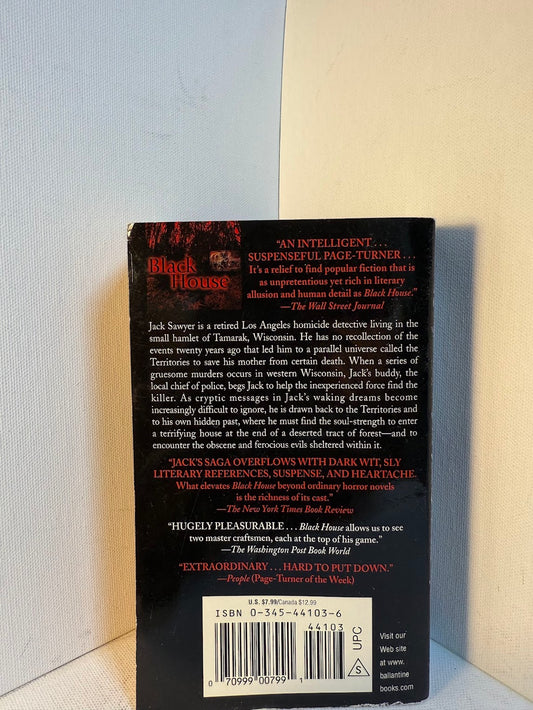 Black
House
“AN INTELLIGENT . . .
SUSPENSEFUL PAGE-TURNER . . .
It’s a relief to find popular fiction that is
as unpretentious yet rich in literary
allusion and human detail as Black House.”
—The Wall Street Journal
Jack Sawyer is a retired Los Angeles homicide detective living in the
small hamlet of Tamarak, Wisconsin. He has no recollection of the
events twenty years ago that led him to a parallel universe called the
Territories to save his mother from certain death. When a series of
gruesome murders occurs in western Wisconsin, Jack’s buddy, the
local chief of police, begs Jack to help the inexperienced force find the
killer. As cryptic messages in Jack’s waking dreams become
increasingly difficult to ignore, he is drawn back to the Territories and
to his own hidden past, where he must find the soul-strength to enter
a terrifying house at the end of a deserted tract of forest—and to
encounter the obscene and ferocious evils sheltered within it.
“JACK’S SAGA OVERFLOWS WITH DARK WIT, SLY
LITERARY REFERENCES, SUSPENSE, AND HEARTACHE.
What elevates Black House beyond ordinary horror novels
is the richness of its cast.”
—The New York Times Book Review
“HUGELY PLEASURABLE . . . Black House allows us to see
two master craftsmen, each at the top of his game.”
—The Washington Post Book World
“EXTRAORDINARY . . . HARD TO PUT DOWN.”
—People (Page-Turner of the Week)
U.S. $7.99/Canada $12.99
ISBN 0-345-44103-6
44103
0 70999 00799 1
UPC
S
Visit our
Web site
at www.
ballantine
books.com